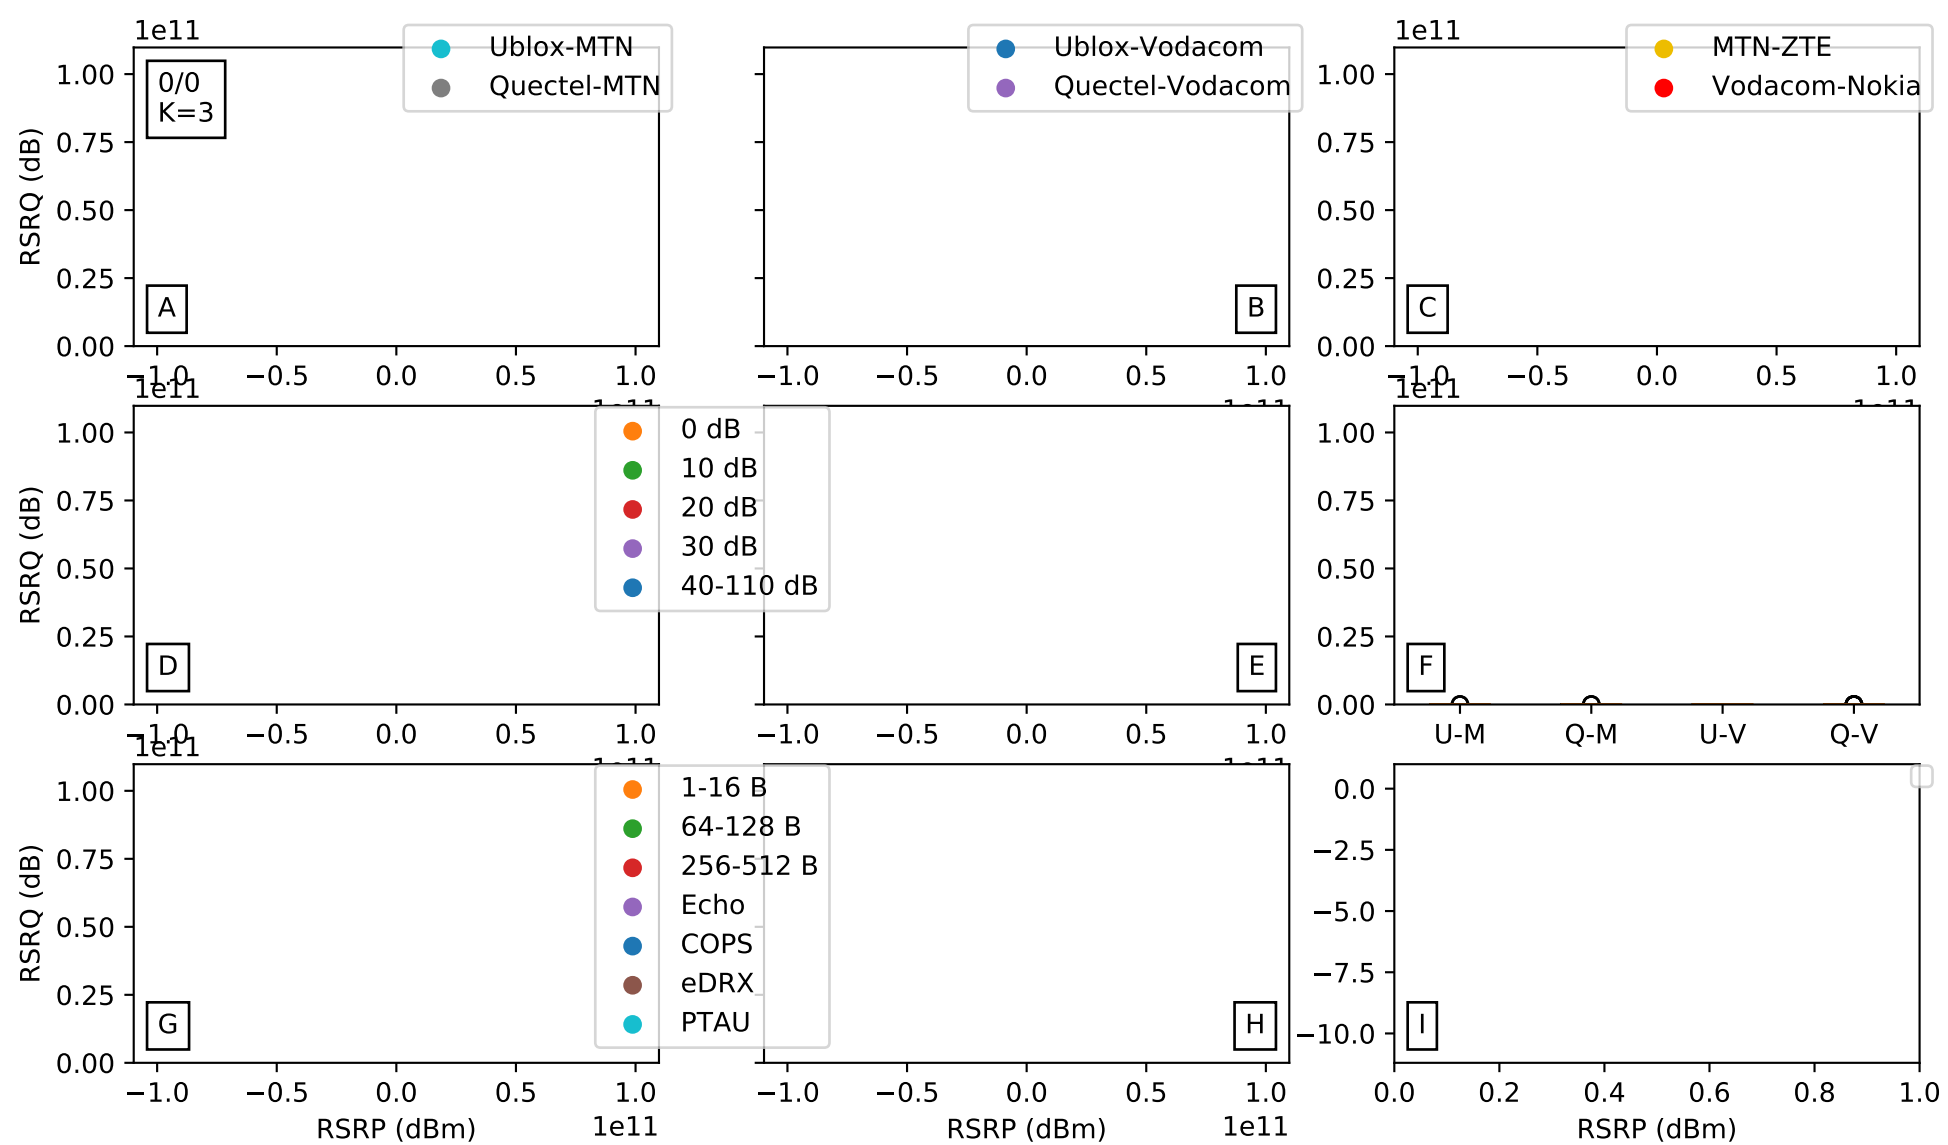 1e11
Ublox-MTN
Quectel-MTN
0/0
K=3
A
RSRQ (dB)
1.00
0.75
0.50
0.25
0.00
−1.0 −0.5 0.0 0.5 1.0
1e11
Ublox-Vodacom
Quectel-Vodacom
B
−1.0 −0.5 0.0 0.5 1.0
1e11
1e11
MTN-ZTE
Vodacom-Nokia
C
1.00
0.75
0.50
0.25
0.00
−1.0 −0.5 0.0 0.5 1.0
1e11
1e11
0 dB
10 dB
20 dB
30 dB
40-110 dB
D
RSRQ (dB)
1.00
0.75
0.50
0.25
0.00
−1.0 −0.5 0.0 0.5 1.0
1e11
E
−1.0 −0.5 0.0 0.5 1.0
1e11
1e11
F
1.00
0.75
0.50
0.25
0.00
U-M Q-M U-V Q-V
1e11
1-16 B
64-128 B
256-512 B
Echo
COPS
eDRX
PTAU
G
RSRQ (dB)
1.00
0.75
0.50
0.25
0.00
−1.0 −0.5 0.0 0.5 1.0
RSRP (dBm)
1e11
H
−1.0 −0.5 0.0 0.5 1.0
RSRP (dBm)
1e11
I
0.0
−2.5
−5.0
−7.5
−10.0
0.0 0.2 0.4 0.6 0.8 1.0
RSRP (dBm)